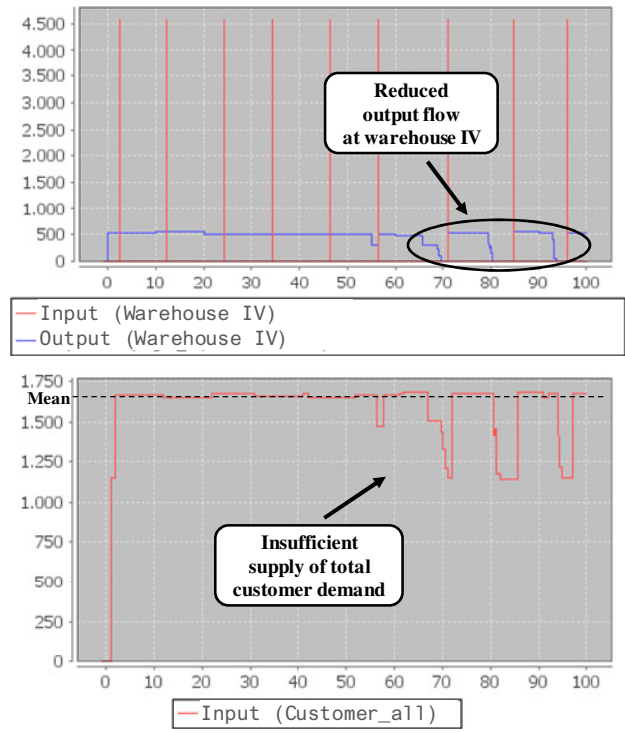 4.500
4.000
3.500
3.000
2.500
2.000
1.500
1.000
500
0
Reduced
output flow
at warehouse IV
0 10 20 30 40 50 60 70 80 90 100
Input (Warehouse IV)
Output (Warehouse IV)
1.750
Mean
1.500
1.250
1.000
750
500
250
0
Insufficient
supply of total
customer demand
0 10 20 30 40 50 60 70 80 90 100
Input (Customer_all)